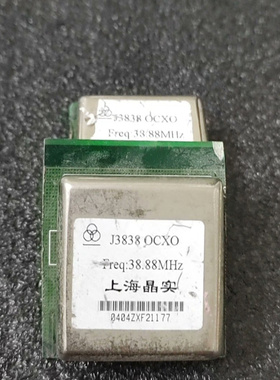 J3838 OCXO
Freq 38.88MHz
J3838 OCXO
Freq:38.88MHz
上海晶实
0404ZXF21177